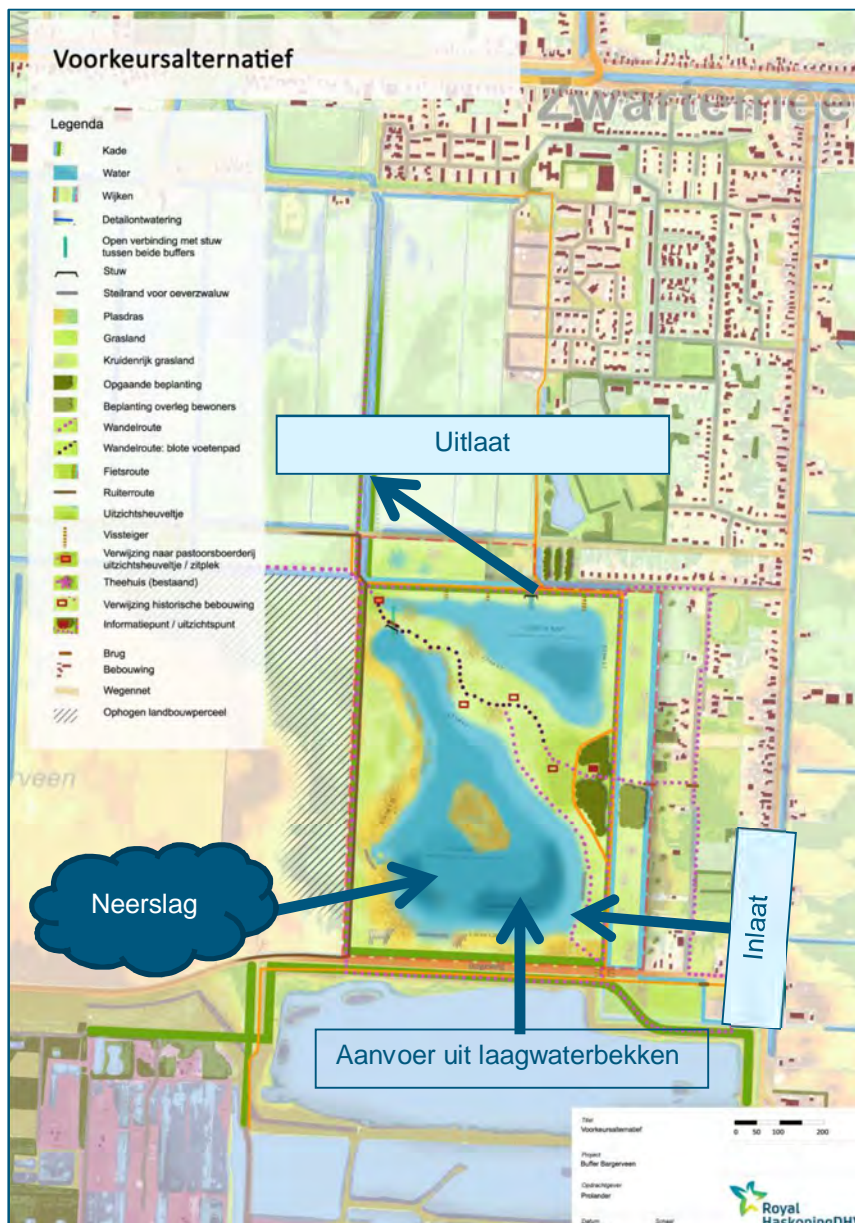 Voorkeursalternatief
Zwartemee
Legenda
Kade
Water
Wijken
Detailontwatering
Open verbinding met stuw
tussen beide buffers
Stuw
Steilrand voor oeverzwaluw
Plasdras
Grasland
Kruidenrijk grasland
Opgaande beplanting
Beplanting overleg bewoners
Wandelroute
Wandelroute: blote voetenpad
Fietsroute
Ruiterroute
Uitzichtsheuveltje
Vissteiger
Verwijzing naar pastoorsboerderij
uitzichtsheuveltje / zitplek
Theehuis (bestaand)
Verwijzing historische bebouwing
Informatiepunt / uitzichtspunt
Brug
Bebouwing
Wegennet
Ophogen landbouwperceel
Uitlaat
erveen
Neerslag
Inlaat
Aanvoer uit laagwaterbekken
Titel
Voorkeursalternatief
0 50 100 200
Project
Buffer Bargerveen
Opdrachtgever
Prolander
Datum Schaal
Royal
HaskoningDHV